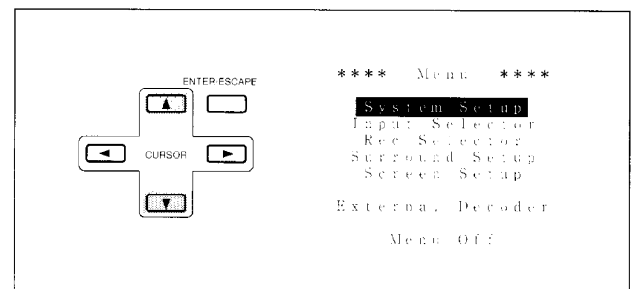 ENTER·ESCAPE
CURSOR
**** Menu ****
System Setup
Input Selector
Rec Selector
Surround Setup
Screen Setup
External Decoder
Menu Off